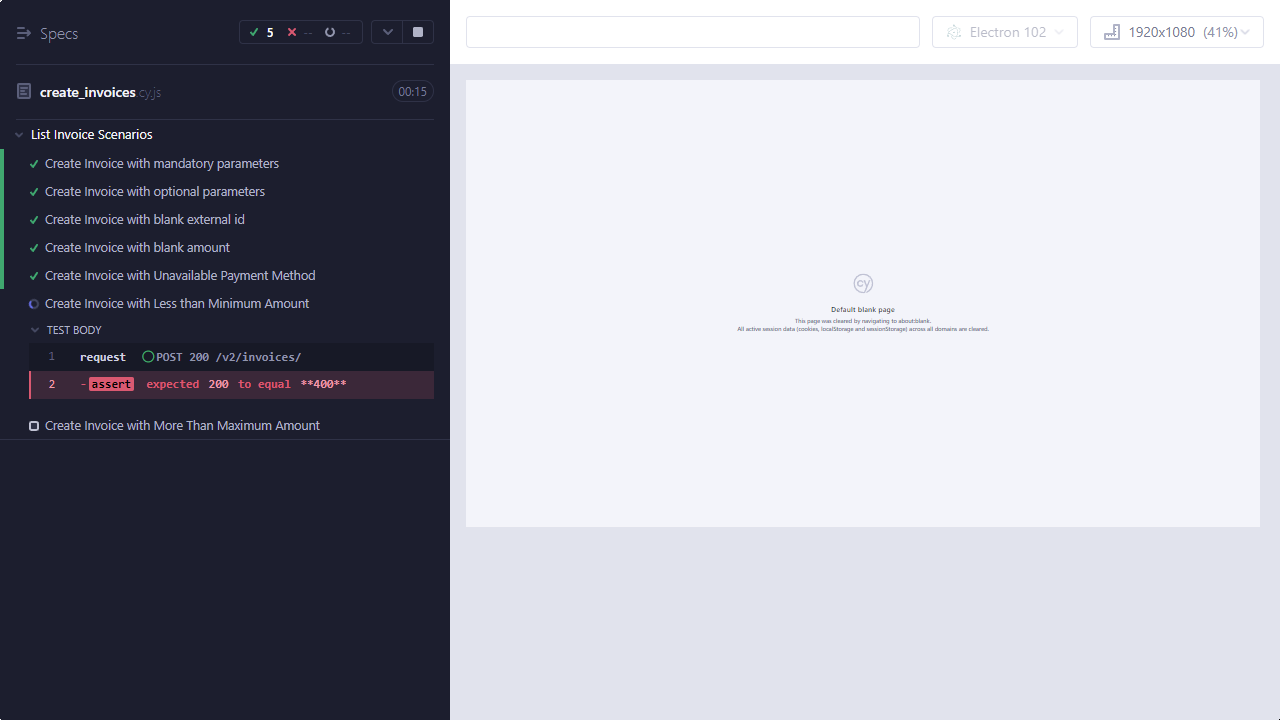 Specs
5 -- --
Electron 102
1920x1080 (41%)
create_invoices.cy.js
00:15
List Invoice Scenarios
Create Invoice with mandatory parameters
Create Invoice with optional parameters
Create Invoice with blank external id
Create Invoice with blank amount
Create Invoice with Unavailable Payment Method
Create Invoice with Less than Minimum Amount
TEST BODY
1 request POST 200 /v2/invoices/
2 -assert expected 200 to equal **400**
Create Invoice with More Than Maximum Amount
cy
Default blank page
This page was cleared by navigating to about:blank.
All active session data (cookies, localStorage and sessionStorage) across all domains are cleared.